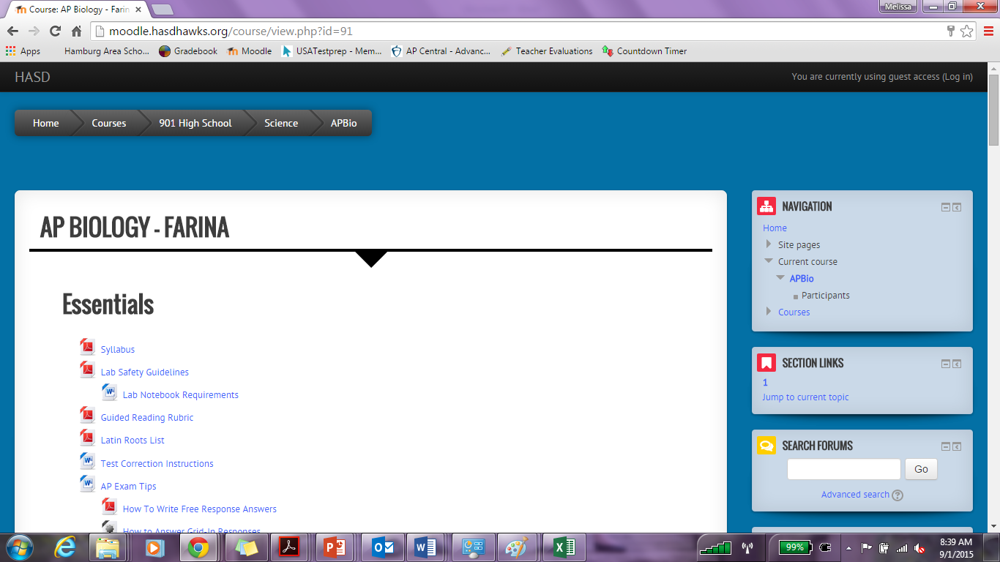 Course: AP Biology - Farin
Melissa
moodle.hasdhawks.org/course/view.php?id=91
Apps Hamburg Area Scho... Gradebook Moodle USATestprep - Mem... AP Central - Advanc... Teacher Evaluations Countdown Timer
HASD You are currently using guest access (Log in)
Home Courses 901 High School Science APBio
AP BIOLOGY - FARINA
Essentials
Syllabus
Lab Safety Guidelines
Lab Notebook Requirements
Guided Reading Rubric
Latin Roots List
Test Correction Instructions
AP Exam Tips
How To Write Free Response Answers
How to Answer Grid-In Responses
NAVIGATION
Home
Site pages
Current course
APBio
Participants
Courses
SECTION LINKS
1
Jump to current topic
SEARCH FORUMS
Go
Advanced search ?
99%
8:39 AM
9/1/2015